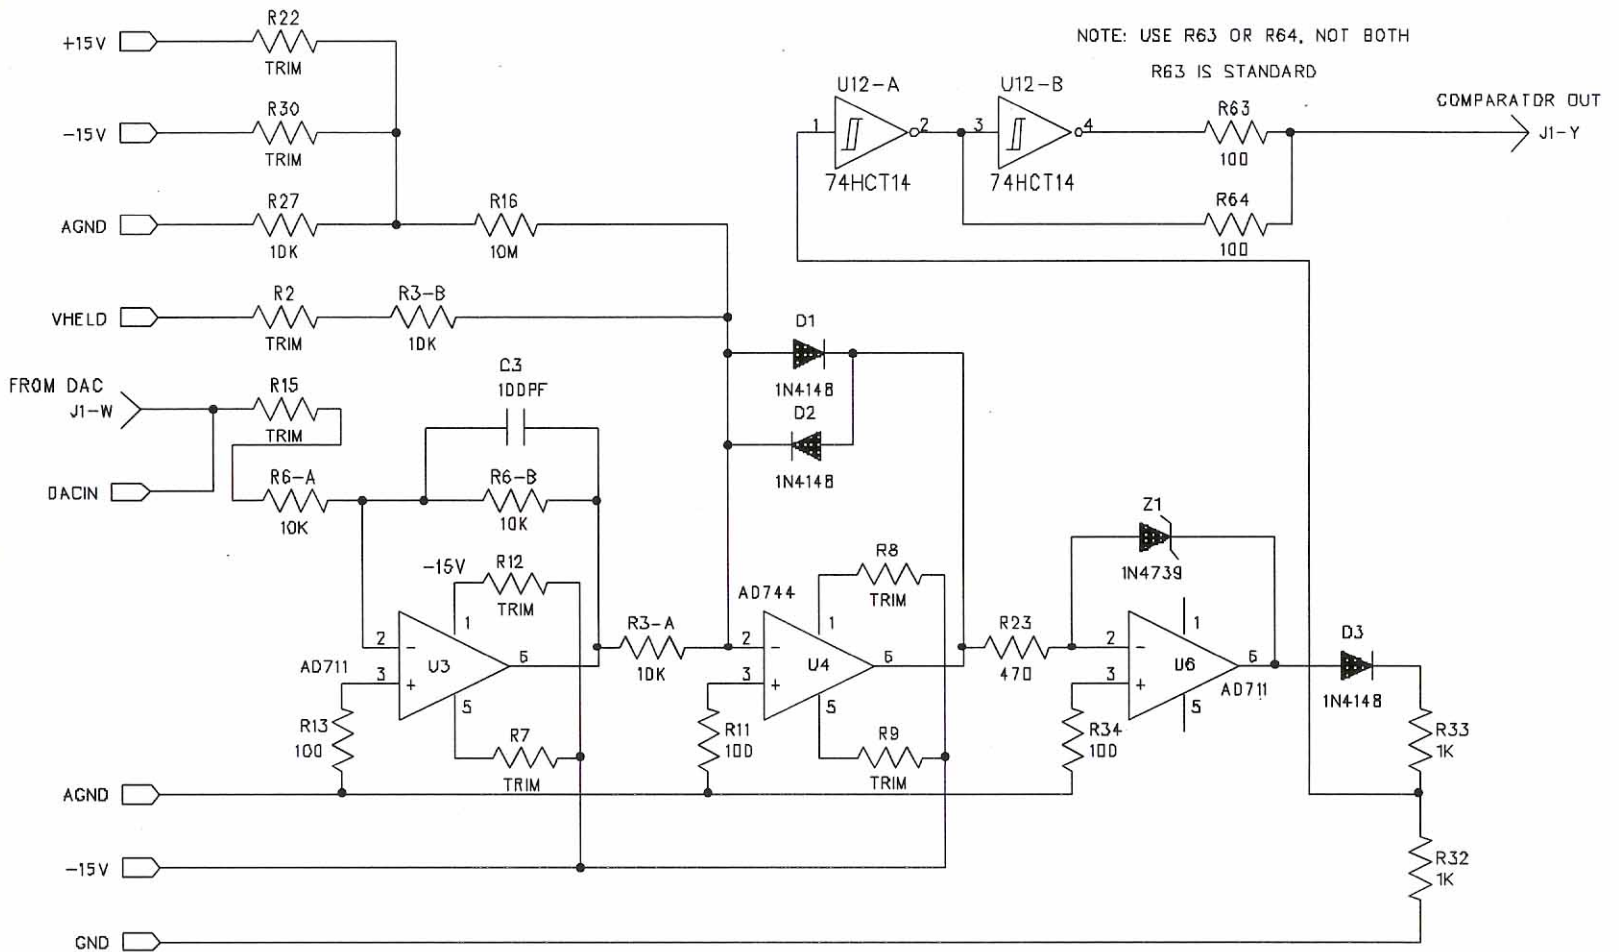 +15V
R22
TRIM
NOTE: USE R63 OR R64, NOT BOTH
R63 IS STANDARD
-15V
R30
TRIM
AGND
R27
10K
R16
10M
U12-A
1
2
74HCT14
U12-B
3
4
74HCT14
R63
100
R64
100
COMPARATOR OUT
J1-Y
VHELD
R2
TRIM
R3-B
10K
D1
1N4148
D2
1N4148
FROM DAC
J1-W
R15
TRIM
C3
100PF
DACIN
R6-A
10K
R6-B
10K
Z1
1N4739
-15V
R12
TRIM
AD744
R8
TRIM
AD711
2
-
3
+
1
U3
5
6
R3-A
10K
2
-
3
+
1
U4
5
6
R23
470
2
-
3
+
1
U6
5
6
AD711
D3
1N4148
R13
100
R7
TRIM
R11
100
R9
TRIM
R34
100
R33
1K
AGND
-15V
R32
1K
GND